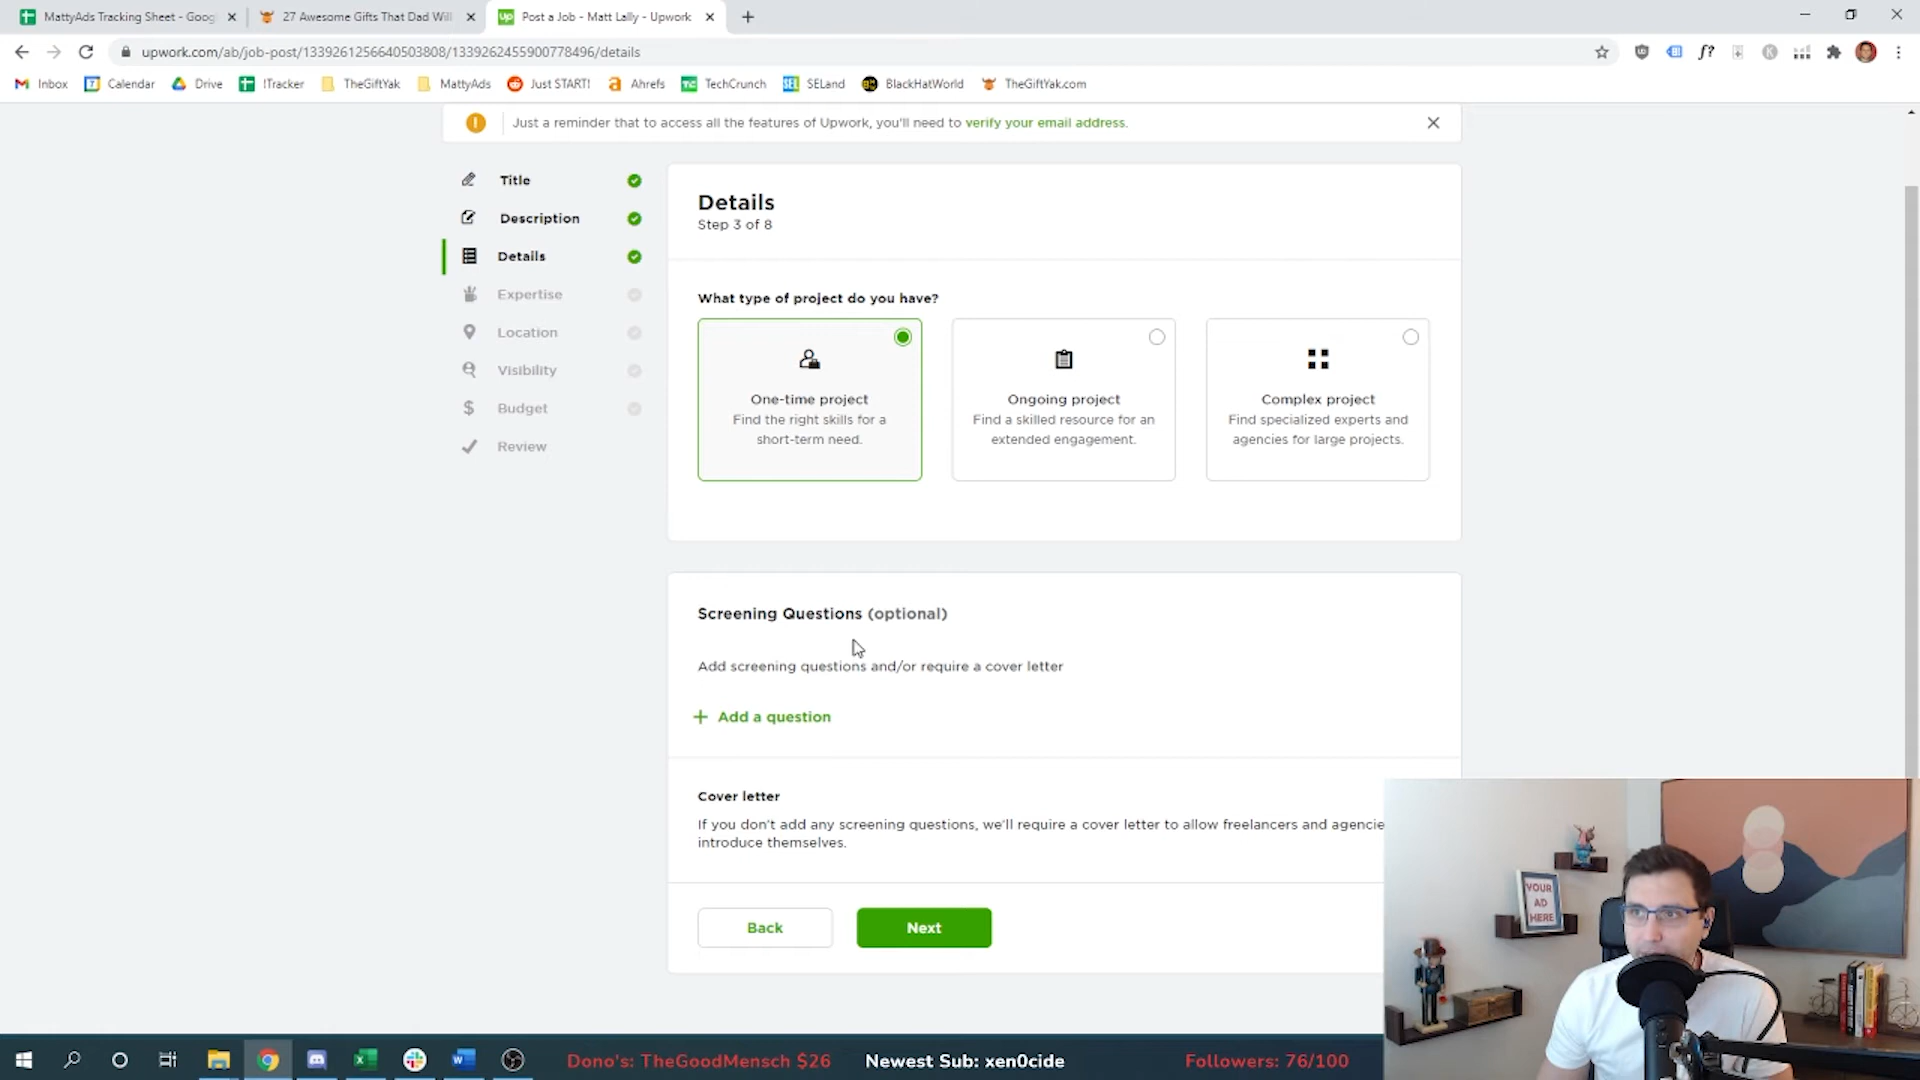 MattyAds Tracking Sheet - Goog
27 Awesome Gifts That Dad Will
Post a Job - Matt Lally - Upwork
upwork.com/ab/job-post/1339261256640503808/1339262455900778496/details
Inbox
Calendar
Drive
!Tracker
TheGiftYak
MattyAds
Just START!
Ahrefs
TechCrunch
SELand
BlackHatWorld
TheGiftYak.com
Just a reminder that to access all the features of Upwork, you'll need to verify your email address.
Title
Description
Details
Expertise
Location
Visibility
Budget
Review
Details
Step 3 of 8
What type of project do you have?
One-time project
Find the right skills for a
short-term need.
Ongoing project
Find a skilled resource for an
extended engagement.
Complex project
Find specialized experts and
agencies for large projects.
Screening Questions (optional)
Add screening questions and/or require a cover letter
+ Add a question
Cover letter
If you don't add any screening questions, we'll require a cover letter to allow freelancers and agencie
introduce themselves.
Back
Next
YOUR
AD
HERE
Dono's: TheGoodMensch $26
Newest Sub: xen0cide
Followers: 76/100